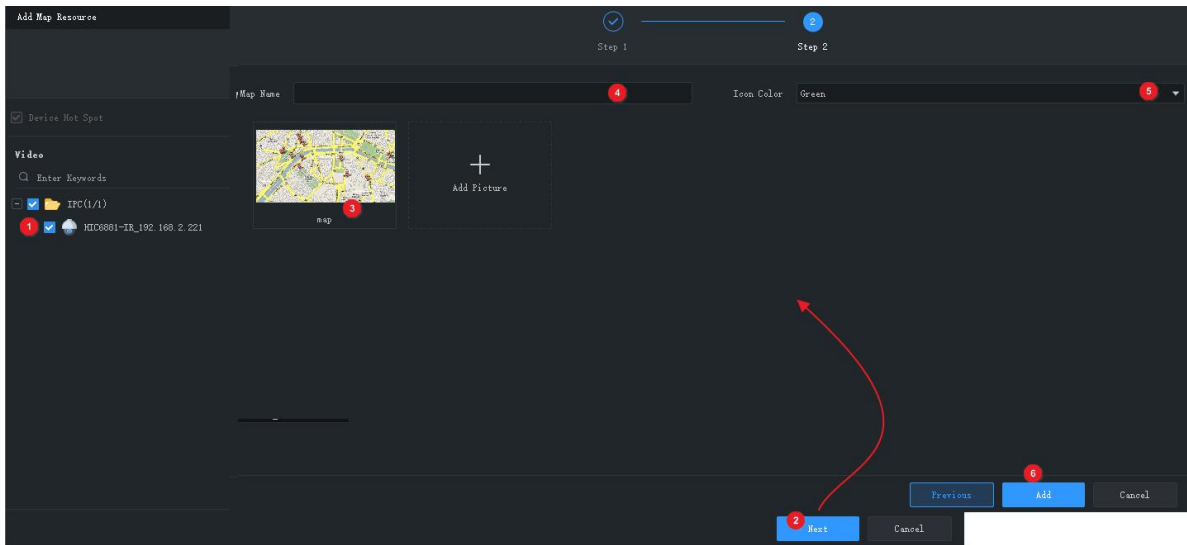 Add Map Resource
2
Step 1
Step 2
Map Name
4
Icon Color
Green
5
Device Hot Spot
Video
Enter Keywords
Add Picture
IPC(1/1)
3
map
1
HIC6881-IR_192.168.2.221
6
Previous
Add
Cancel
2
Next
Cancel